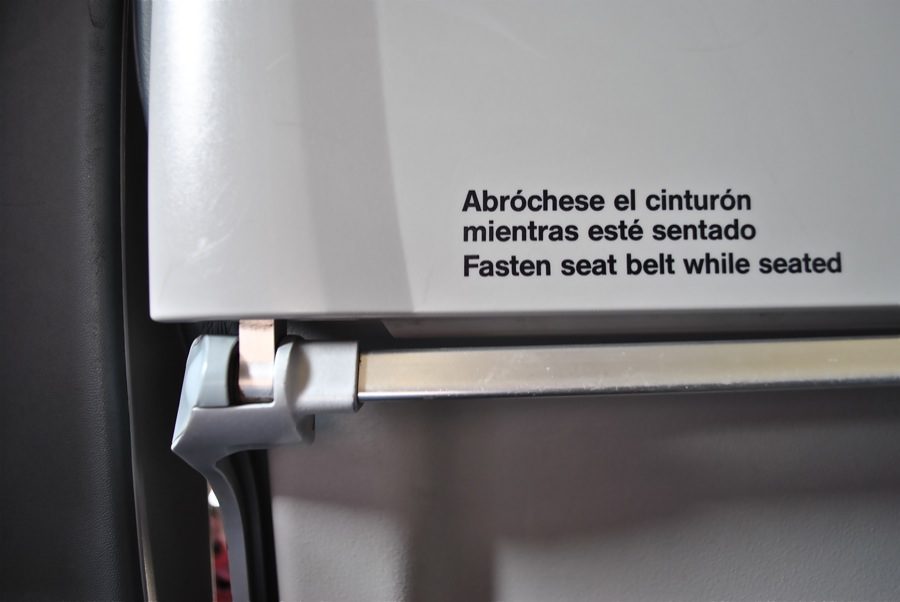 Abróchese el cinturón
mientras esté sentado
Fasten seat belt while seated